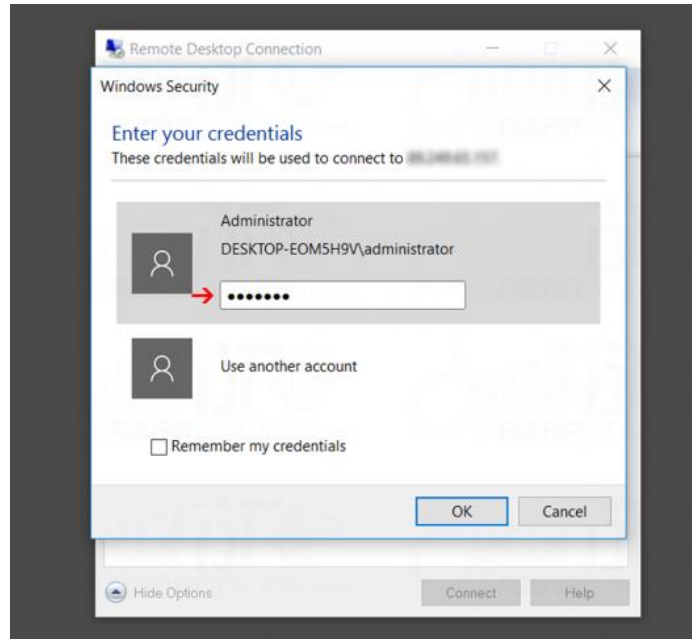 Remote Desktop Connection
Windows Security
Enter your credentials
These credentials will be used to connect to
Administrator
DESKTOP-EOM5H9V\administrator
Use another account
Remember my credentials
OK
Cancel
Hide Options
Connect
Help